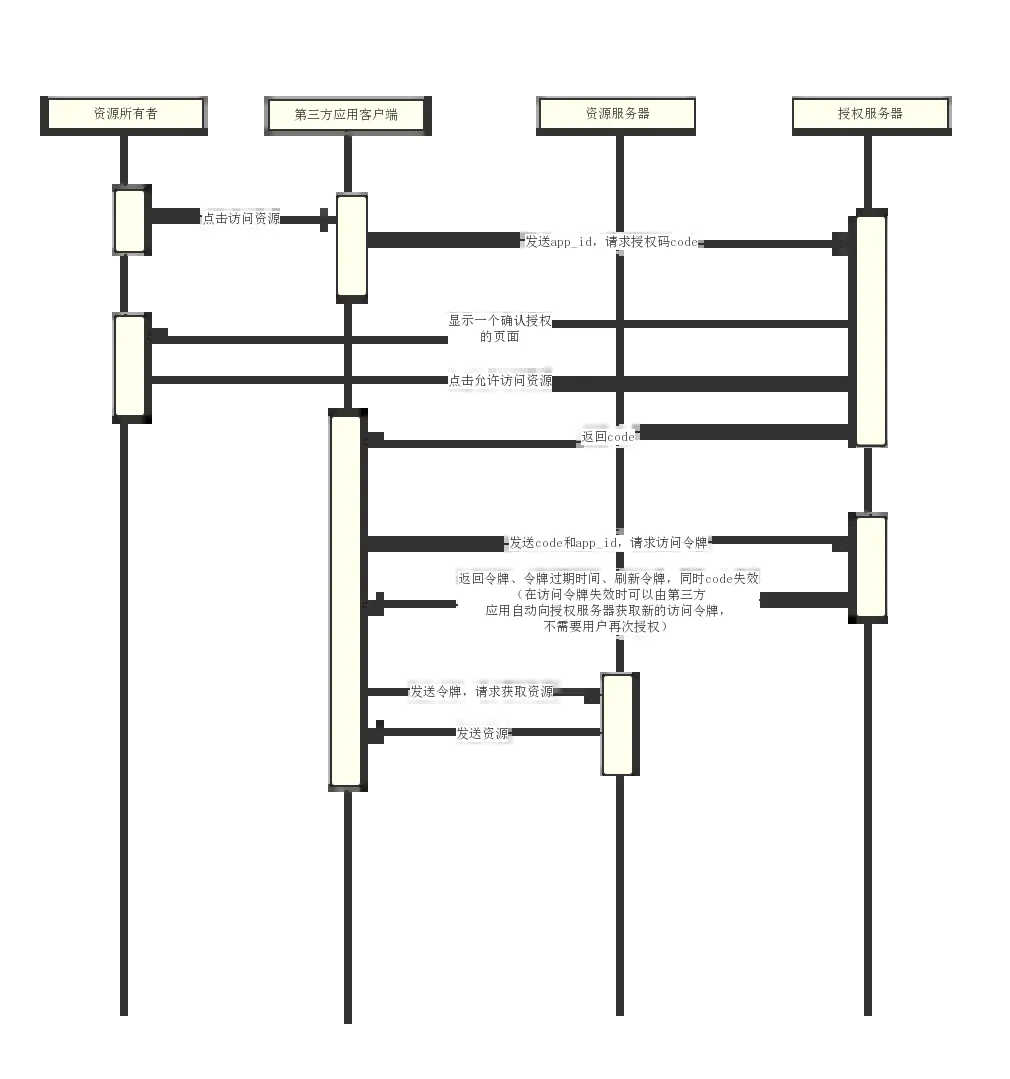 资源所有者
第三方应用客户端
资源服务器
授权服务器
点击访问资源
发送app_id，请求授权码code
显示一个确认授权
的页面
点击允许访问资源
返回code
发送code和app_id，请求访问令牌
返回令牌、令牌过期时间、刷新令牌，同时code失效
（在访问令牌失效时可以由第三方
应用自动向授权服务器获取新的访问令牌，
不需要用户再次授权）
发送令牌，请求获取资源
发送资源